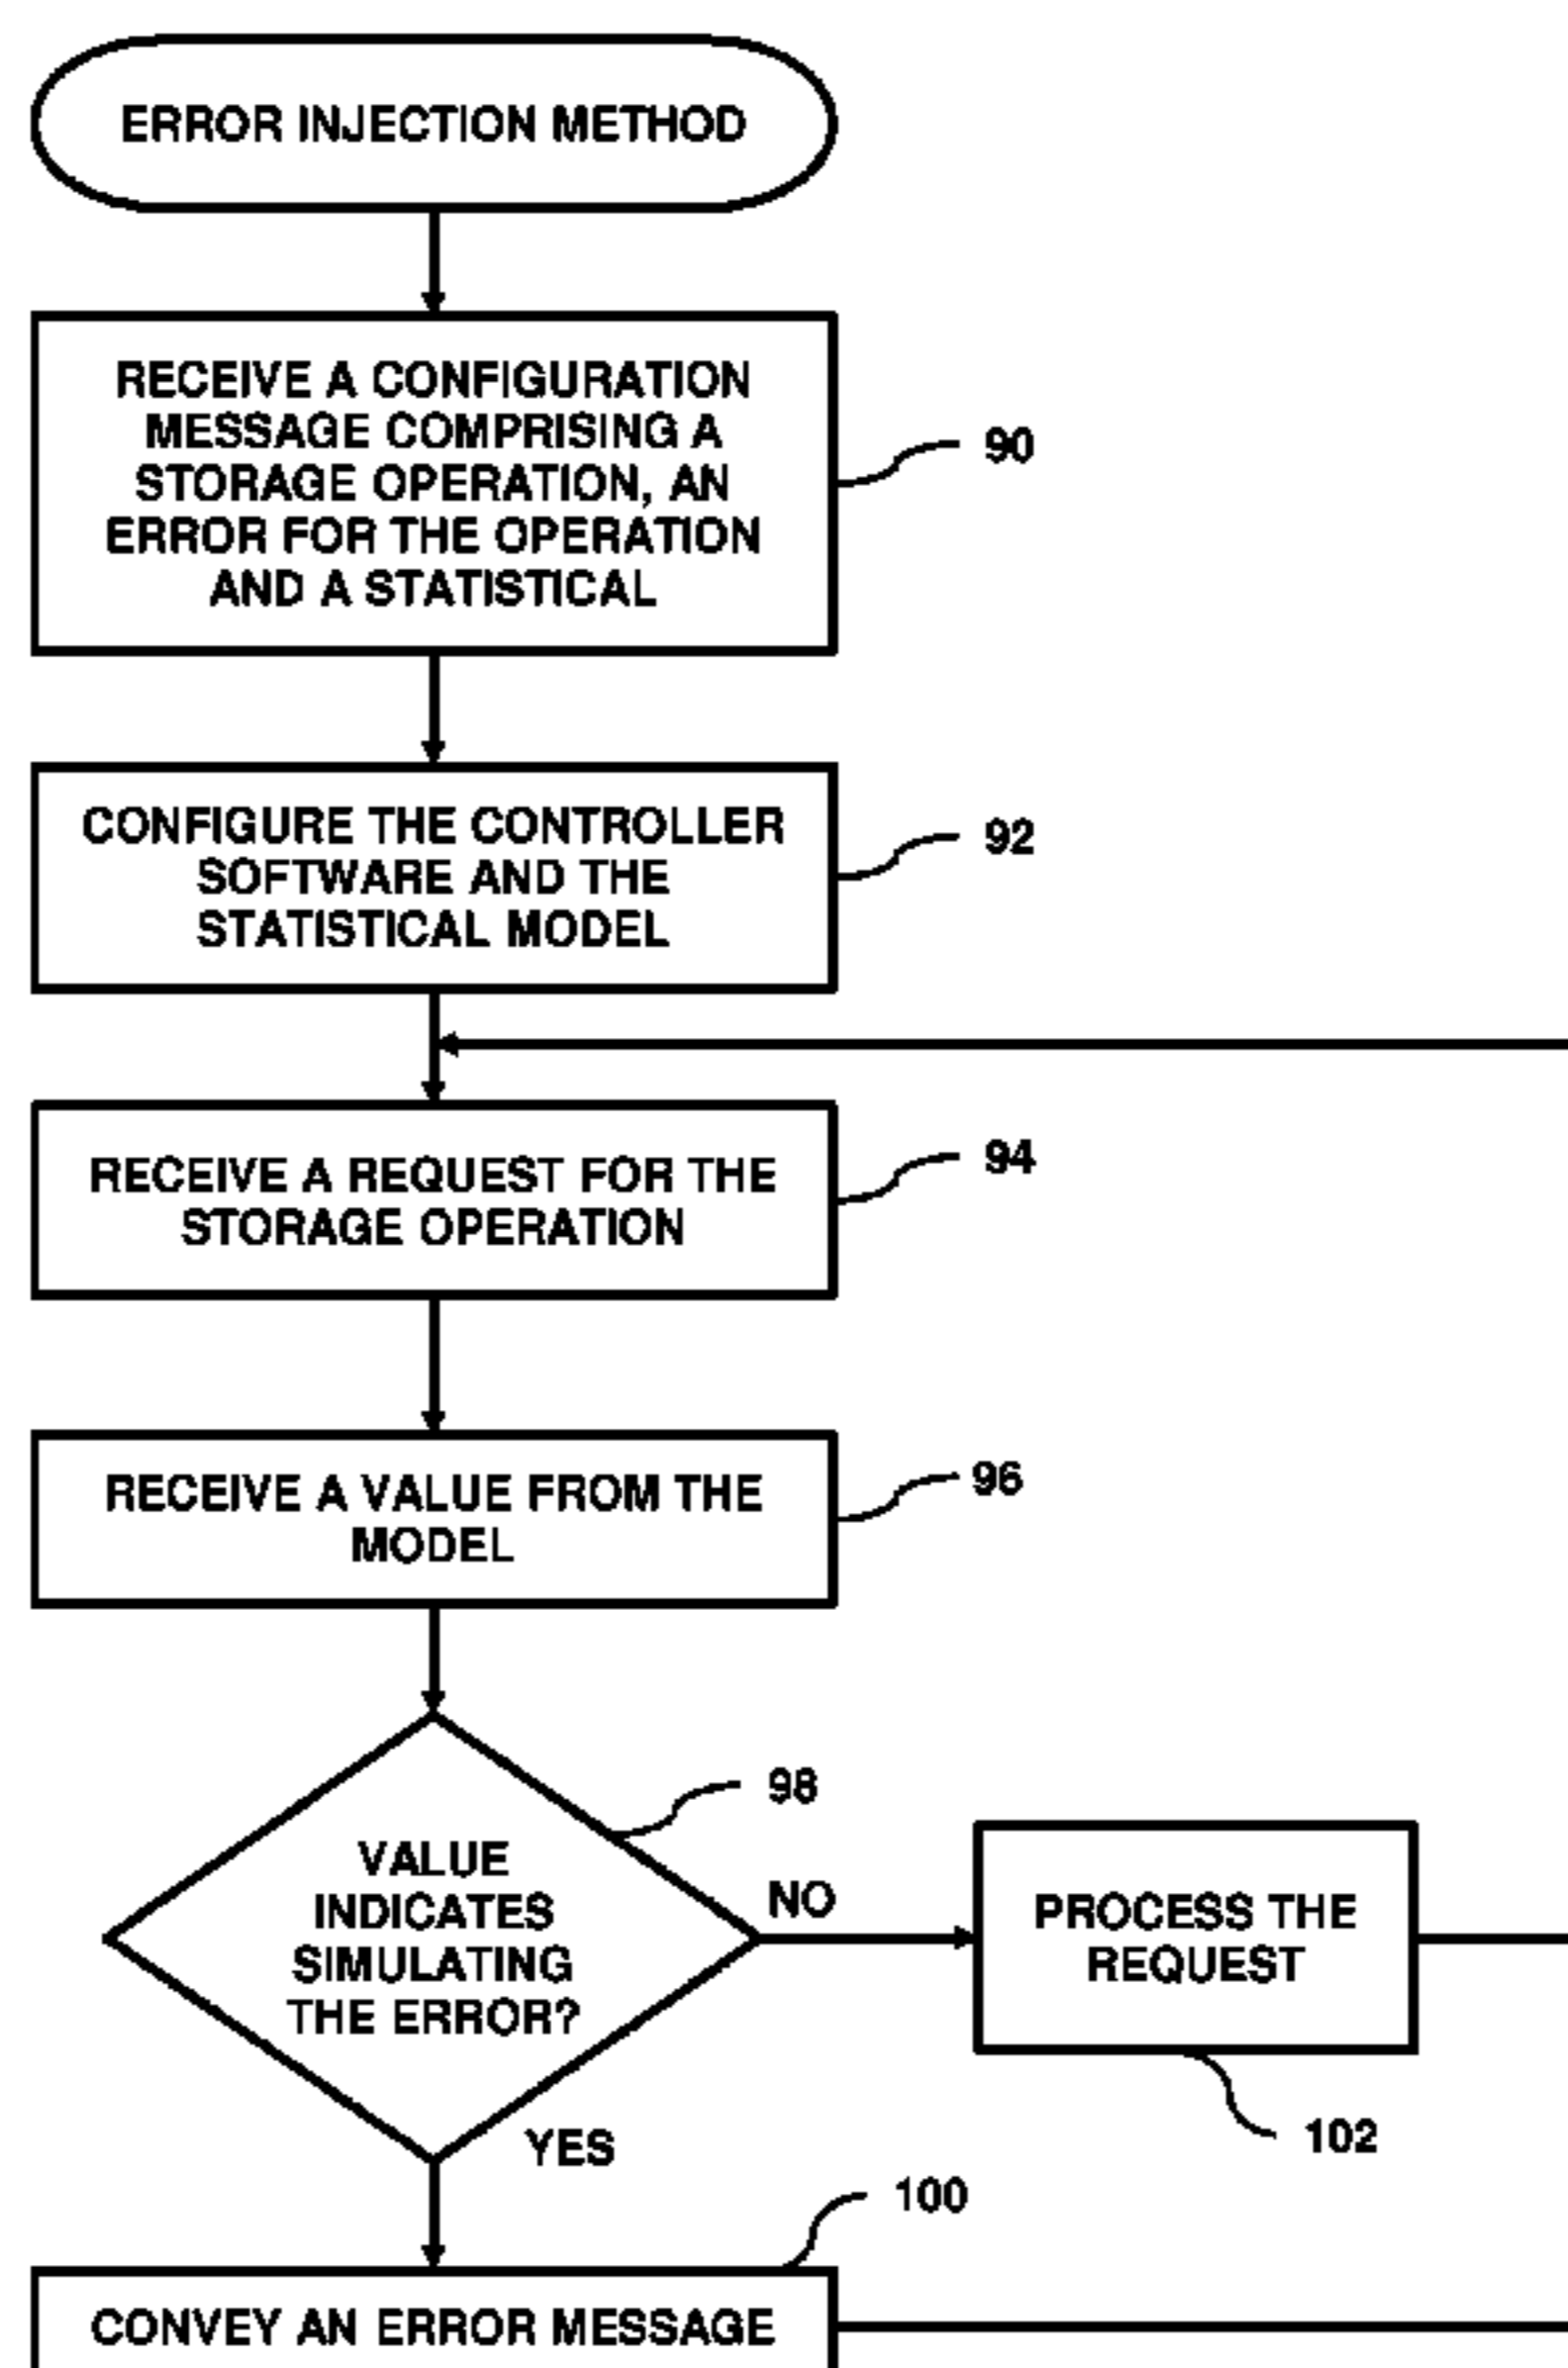 ERROR INJECTION METHOD
RECEIVE A CONFIGURATION
MESSAGE COMPRISING A
STORAGE OPERATION, AN
ERROR FOR THE OPERATION
AND A STATISTICAL
90
CONFIGURE THE CONTROLLER
SOFTWARE AND THE
STATISTICAL MODEL
92
RECEIVE A REQUEST FOR THE
STORAGE OPERATION
94
RECEIVE A VALUE FROM THE
MODEL
96
VALUE
INDICATES
SIMULATING
THE ERROR?
98
NO
PROCESS THE
REQUEST
102
YES
100
CONVEY AN ERROR MESSAGE